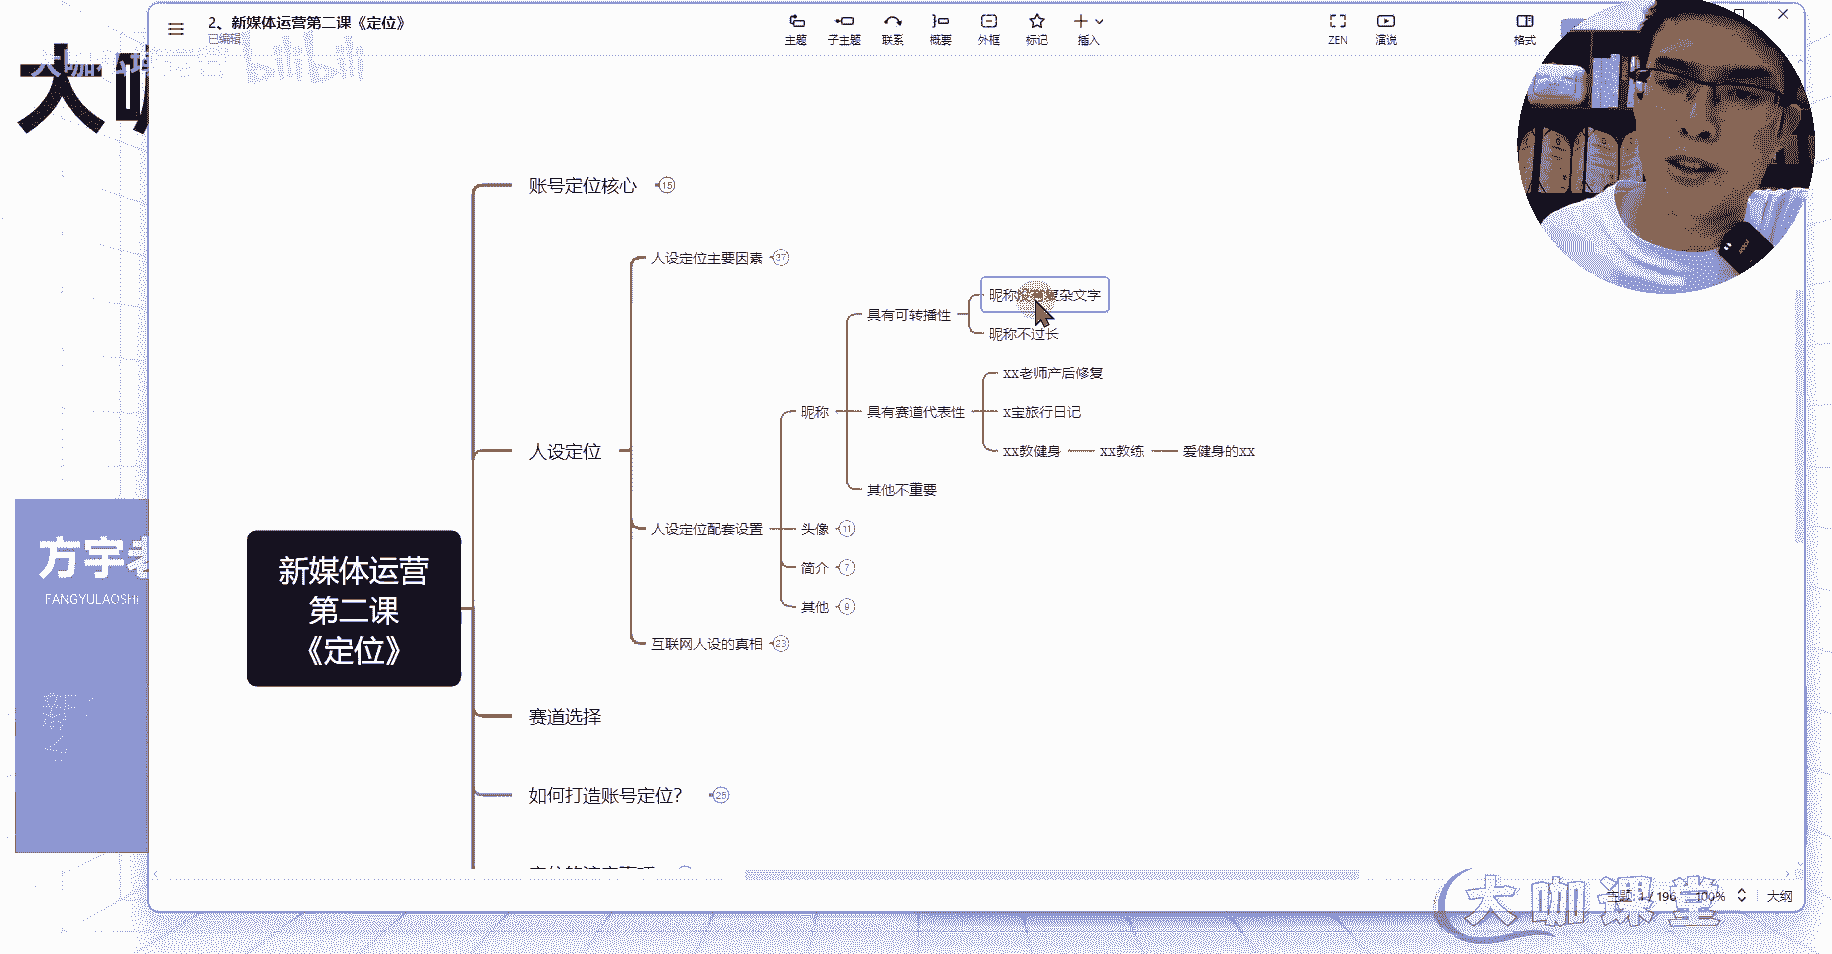 2、新媒体运营第二课《定位》
已编辑
主题
子主题
联系
概要
外框
标记
插入
ZEN
演说
格式
bilibili
大咖
账号定位核心
15
人设定位主要因素
37
昵称没有复杂文字
具有可转播性
昵称不过长
xx老师产后修复
昵称
具有赛道代表性
x宝旅行日记
人设定位
xx教健身
xx教练
爱健身的xx
其他不重要
人设定位配套设置
头像
11
简介
7
其他
9
互联网人设的真相
23
新媒体运营
第二课
《定位》
赛道选择
如何打造账号定位?
25
方宇老
FANGYULAOSHI
大咖课堂
主题: 1 / 196
100%
大纲